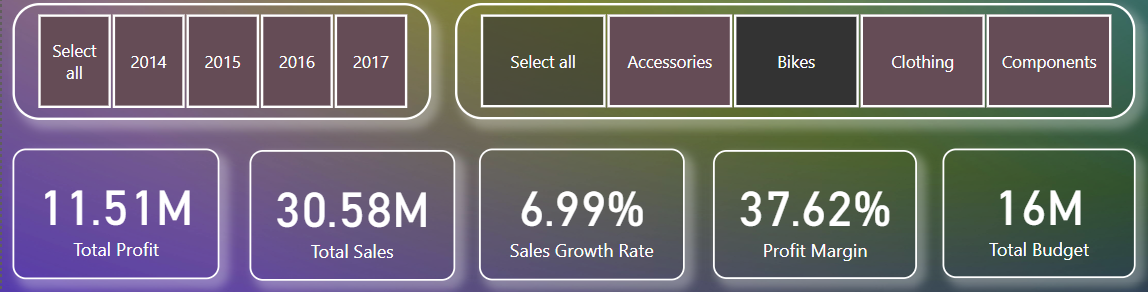 Select
all
2014
2015
2016
2017
Select all
Accessories
Bikes
Clothing
Components
11.51M
Total Profit
30.58M
Total Sales
6.99%
Sales Growth Rate
37.62%
Profit Margin
16M
Total Budget